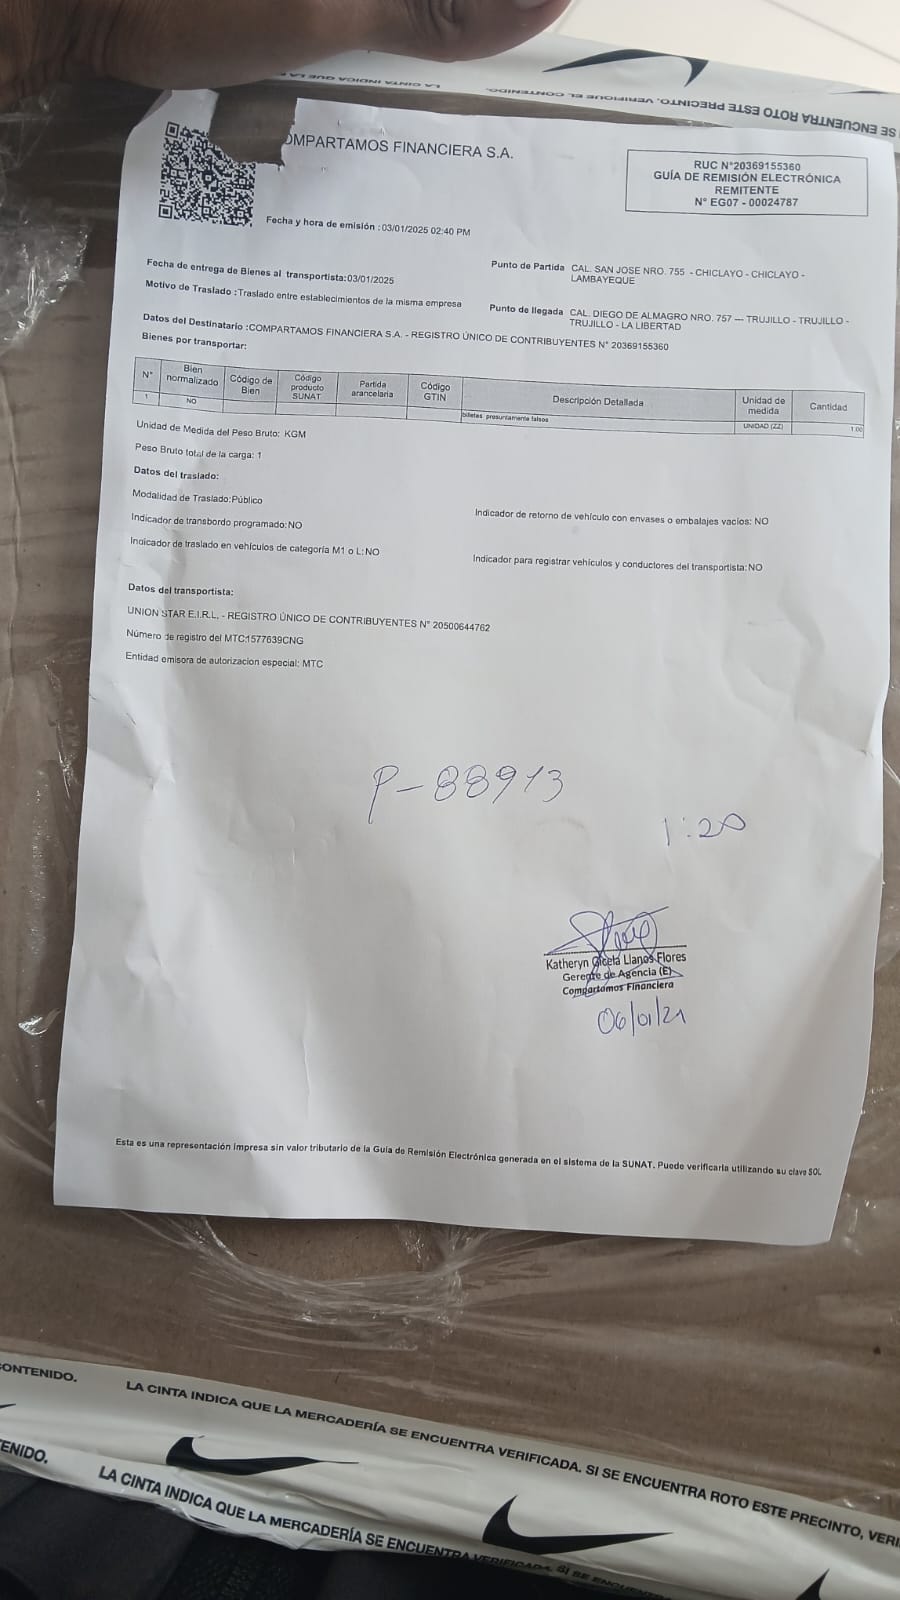 SE ENCUENTRA ROTO ESTE PRECINTO, VERIFIQUE EL CONTENIDO.
LA CINTA INDICA QUE LA
OMPARTAMOS FINANCIERA S.A.
RUC N°20369155360
GUÍA DE REMISIÓN ELECTRÓNICA
REMITENTE
N° EG07 - 00024787
Fecha y hora de emisión :03/01/2025 02:40 PM
Fecha de entrega de Bienes al transportista:03/01/2025
Punto de Partida CAL. SAN JOSE NRO. 755 - CHICLAYO - CHICLAYO -
LAMBAYEQUE
Motivo de Traslado :Traslado entre establecimientos de la misma empresa
Punto de llegada CAL. DIEGO DE ALMAGRO NRO. 757 --- TRUJILLO - TRUJILLO -
TRUJILLO - LA LIBERTAD
Datos del Destinatario :COMPARTAMOS FINANCIERA S.A. - REGISTRO ÚNICO DE CONTRIBUYENTES N° 20369155360
Bienes por transportar:
N° Bien normalizado Código de Bien Código producto SUNAT Partida arancelaria Código GTIN Descripción Detallada Unidad de medida Cantidad
1 NO billetes presuntamente falsos UNIDAD (ZZ) 1.00
Unidad de Medida del Peso Bruto: KGM
Peso Bruto total de la carga: 1
Datos del traslado:
Modalidad de Traslado:Público
Indicador de retorno de vehículo con envases o embalajes vacíos: NO
Indicador de transbordo programado:NO
Indicador de traslado en vehículos de categoría M1 o L:NO
Indicador para registrar vehículos y conductores del transportista:NO
Datos del transportista:
UNION STAR E.I.R.L. - REGISTRO ÚNICO DE CONTRIBUYENTES N° 20500644762
Número de registro del MTC:1577639CNG
Entidad emisora de autorizacion especial: MTC
P-88913
1:20
Katheryn Gicela Llanos Flores
Gerente de Agencia (E)
Compartamos Financiera
06/01/21
Esta es una representación impresa sin valor tributario de la Guía de Remisión Electrónica generada en el sistema de la SUNAT. Puede verificarla utilizando su clave SOL
CONTENIDO. LA CINTA INDICA QUE LA MERCADERÍA SE ENCUENTRA VERIFICADA. SI SE ENCUENTRA ROTO ESTE PRECINTO, VERI
TENIDO. LA CINTA INDICA QUE LA MERCADERÍA SE ENCUENTRA VERIFICADA. SI SE ENCUEN